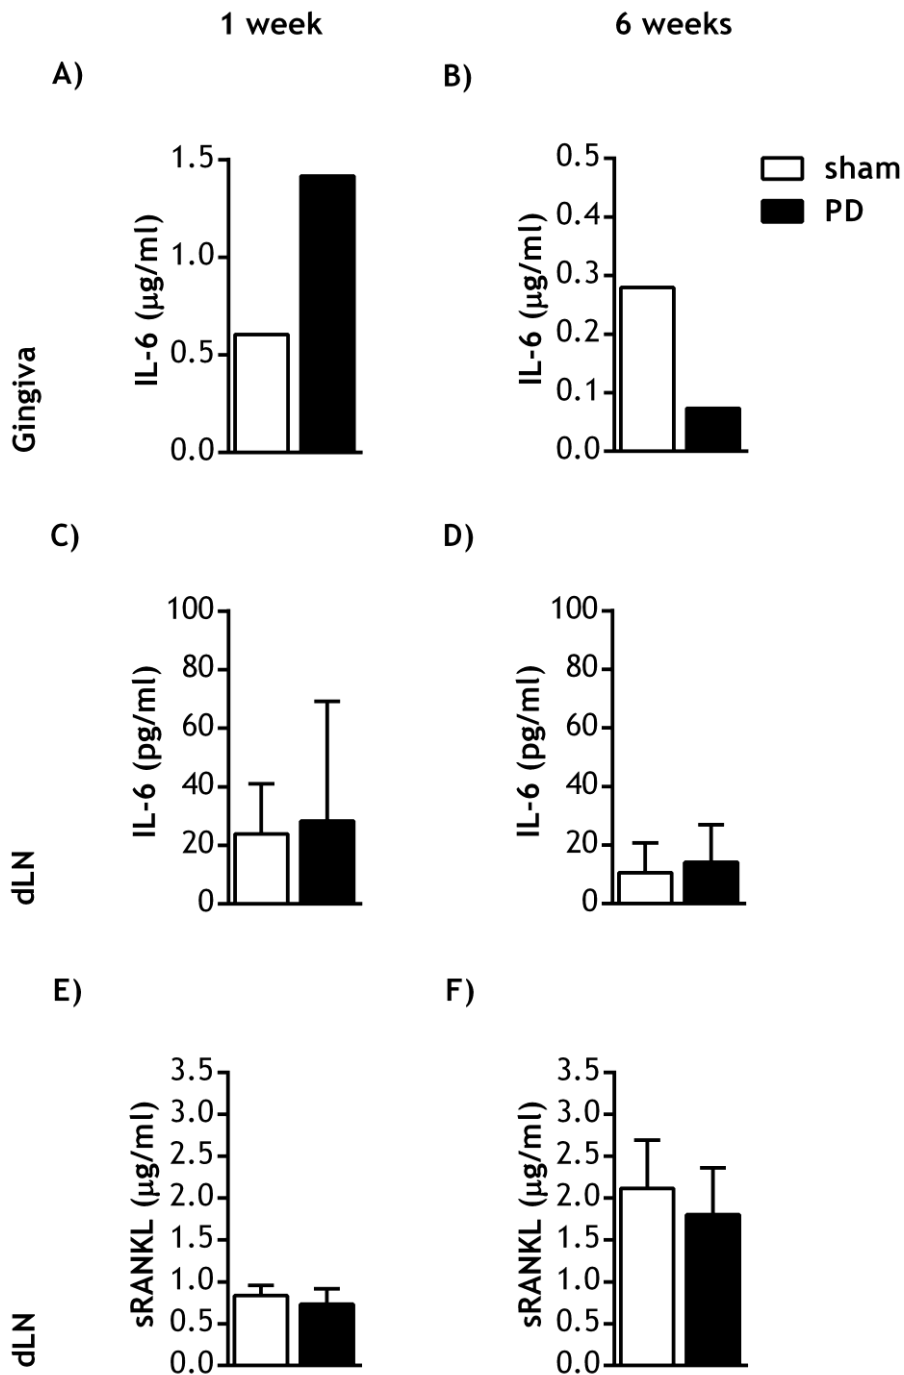 1 week
6 weeks
A)
B)
1.5
1.0
0.5
0.0
IL-6 (μg/ml)
0.5
0.4
0.3
0.2
0.1
0.0
IL-6 (μg/ml)
sham
PD
Gingiva
C)
D)
100
80
60
40
20
0
IL-6 (pg/ml)
100
80
60
40
20
0
IL-6 (pg/ml)
dLN
E)
F)
3.5
3.0
2.5
2.0
1.5
1.0
0.5
0.0
sRANKL (μg/ml)
3.5
3.0
2.5
2.0
1.5
1.0
0.5
0.0
sRANKL (μg/ml)
dLN